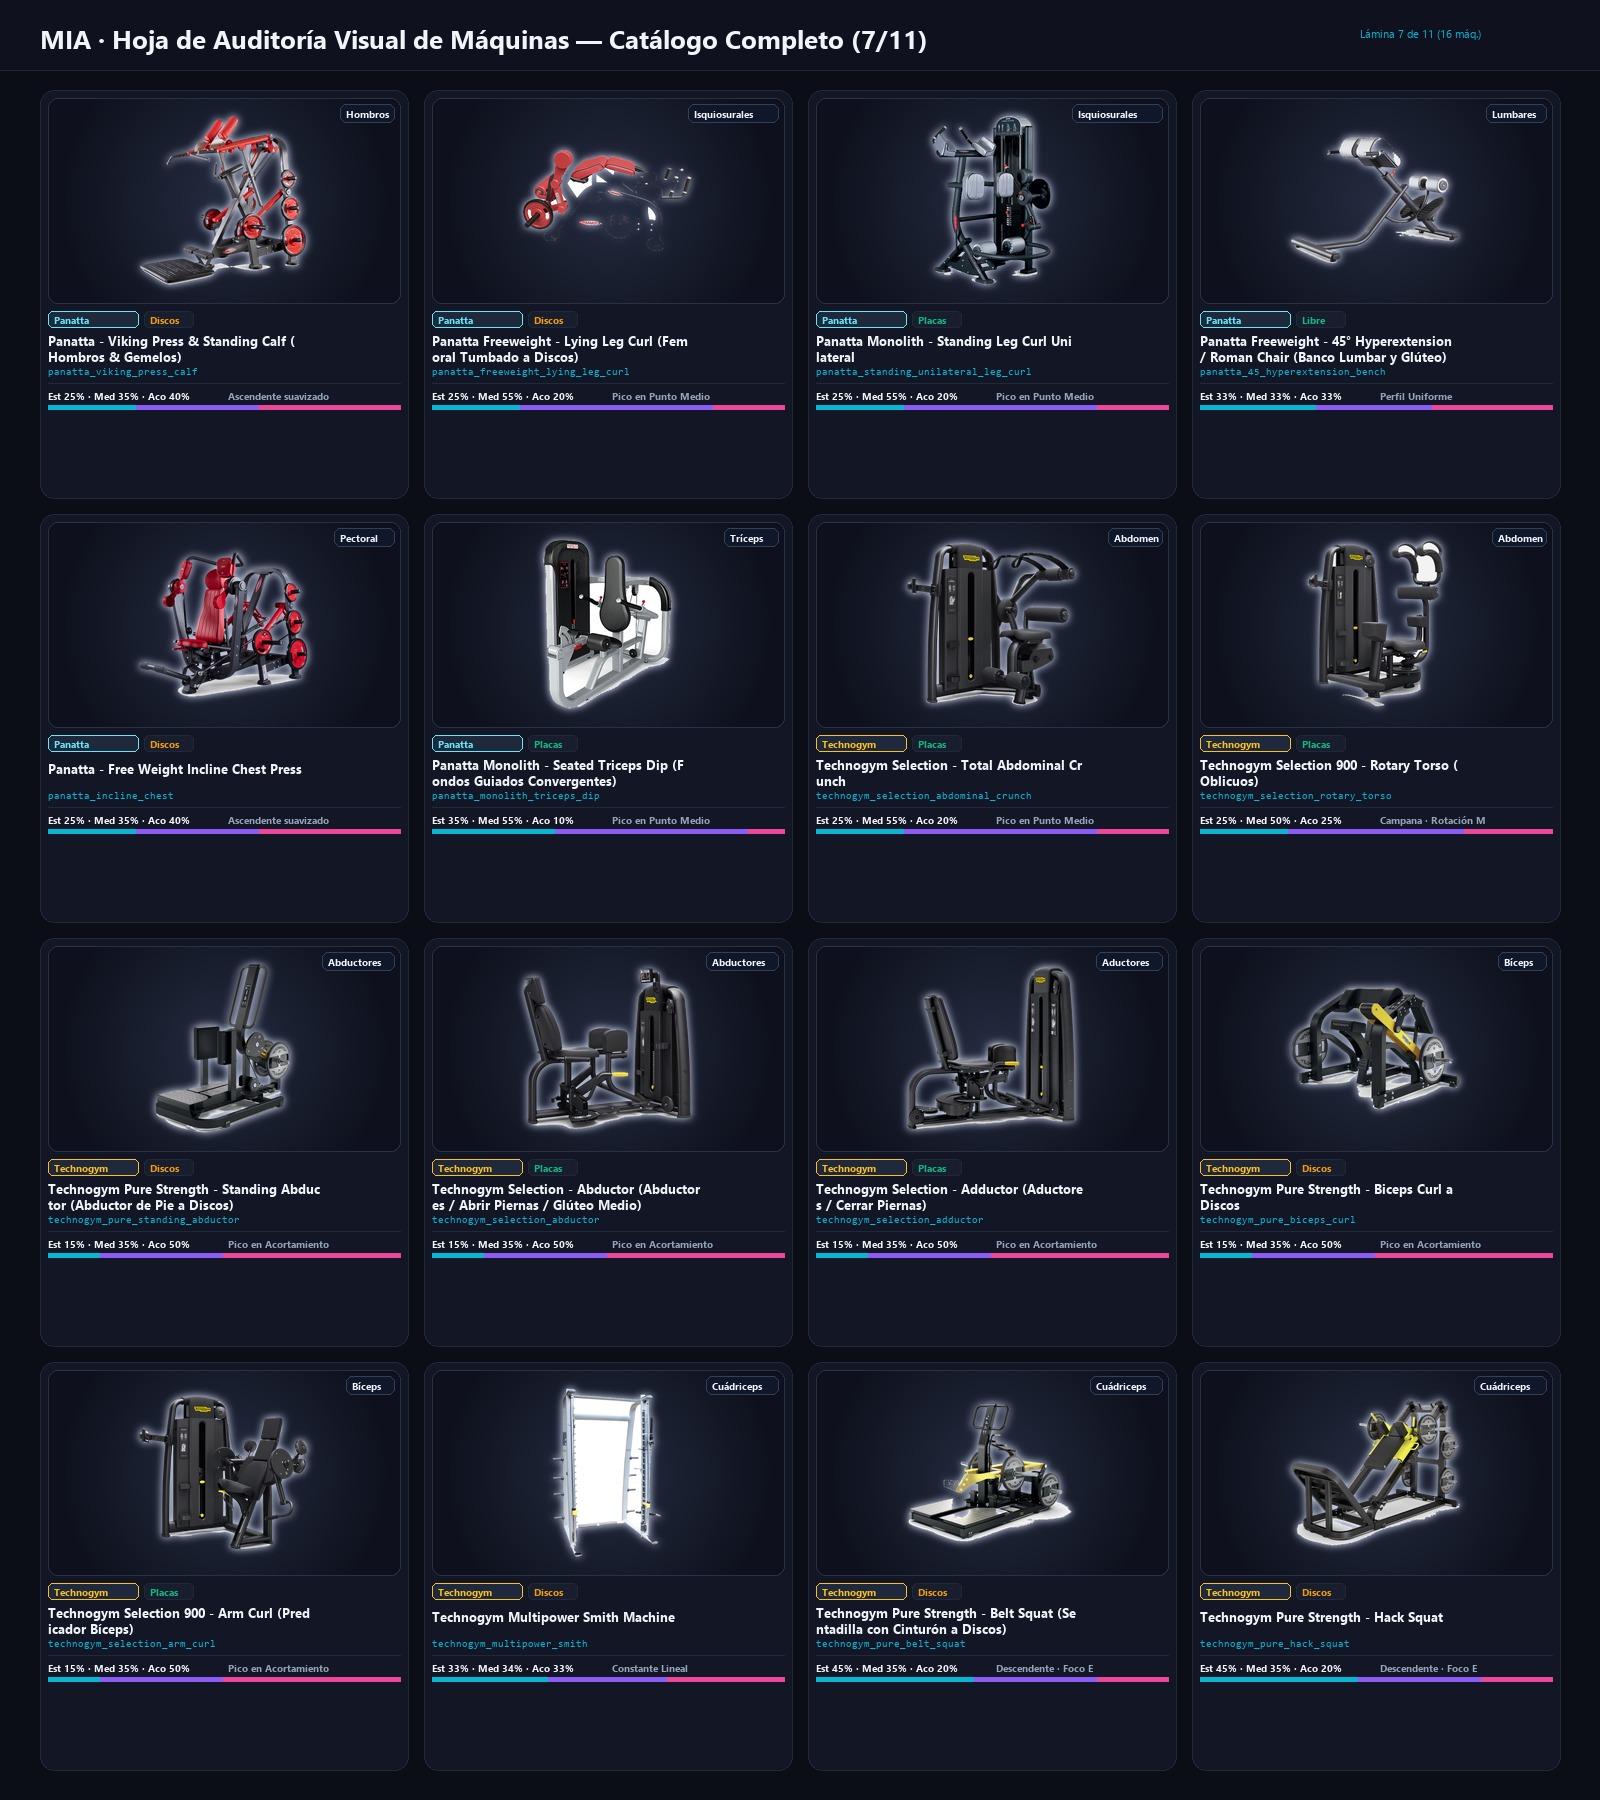 MIA · Hoja de Auditoría Visual de Máquinas — Catálogo Completo (7/11)
Lámina 7 de 11 (16 máq.)
Hombros
Panatta
Discos
Panatta - Viking Press & Standing Calf (
Hombros & Gemelos)
panatta_viking_press_calf
Est 25% · Med 35% · Aco 40%
Ascendente suavizado
Isquiosurales
Panatta
Discos
Panatta Freeweight - Lying Leg Curl (Fem
oral Tumbado a Discos)
panatta_freeweight_lying_leg_curl
Est 25% · Med 55% · Aco 20%
Pico en Punto Medio
Isquiosurales
Panatta
Placas
Panatta Monolith - Standing Leg Curl Uni
lateral
panatta_standing_unilateral_leg_curl
Est 25% · Med 55% · Aco 20%
Pico en Punto Medio
Lumbares
Panatta
Libre
Panatta Freeweight - 45° Hyperextension
/ Roman Chair (Banco Lumbar y Glúteo)
panatta_45_hyperextension_bench
Est 33% · Med 33% · Aco 33%
Perfil Uniforme
Pectoral
Panatta
Discos
Panatta - Free Weight Incline Chest Press
panatta_incline_chest
Est 25% · Med 35% · Aco 40%
Ascendente suavizado
Tríceps
Panatta
Placas
Panatta Monolith - Seated Triceps Dip (F
ondos Guiados Convergentes)
panatta_monolith_triceps_dip
Est 35% · Med 55% · Aco 10%
Pico en Punto Medio
Abdomen
Technogym
Placas
Technogym Selection - Total Abdominal Cr
unch
technogym_selection_abdominal_crunch
Est 25% · Med 55% · Aco 20%
Pico en Punto Medio
Abdomen
Technogym
Placas
Technogym Selection 900 - Rotary Torso (
Oblicuos)
technogym_selection_rotary_torso
Est 25% · Med 50% · Aco 25%
Campana · Rotación M
Abductores
Technogym
Discos
Technogym Pure Strength - Standing Abduc
tor (Abductor de Pie a Discos)
technogym_pure_standing_abductor
Est 15% · Med 35% · Aco 50%
Pico en Acortamiento
Abductores
Technogym
Placas
Technogym Selection - Abductor (Abductor
es / Abrir Piernas / Glúteo Medio)
technogym_selection_abductor
Est 15% · Med 35% · Aco 50%
Pico en Acortamiento
Aductores
Technogym
Placas
Technogym Selection - Adductor (Aductore
s / Cerrar Piernas)
technogym_selection_adductor
Est 15% · Med 35% · Aco 50%
Pico en Acortamiento
Bíceps
Technogym
Discos
Technogym Pure Strength - Biceps Curl a
Discos
technogym_pure_biceps_curl
Est 15% · Med 35% · Aco 50%
Pico en Acortamiento
Bíceps
Technogym
Placas
Technogym Selection 900 - Arm Curl (Pred
icador Bíceps)
technogym_selection_arm_curl
Est 15% · Med 35% · Aco 50%
Pico en Acortamiento
Cuádriceps
Technogym
Discos
Technogym Multipower Smith Machine
technogym_multipower_smith
Est 33% · Med 34% · Aco 33%
Constante Lineal
Cuádriceps
Technogym
Discos
Technogym Pure Strength - Belt Squat (Se
ntadilla con Cinturón a Discos)
technogym_pure_belt_squat
Est 45% · Med 35% · Aco 20%
Descendente · Foco E
Cuádriceps
Technogym
Discos
Technogym Pure Strength - Hack Squat
technogym_pure_hack_squat
Est 45% · Med 35% · Aco 20%
Descendente · Foco E